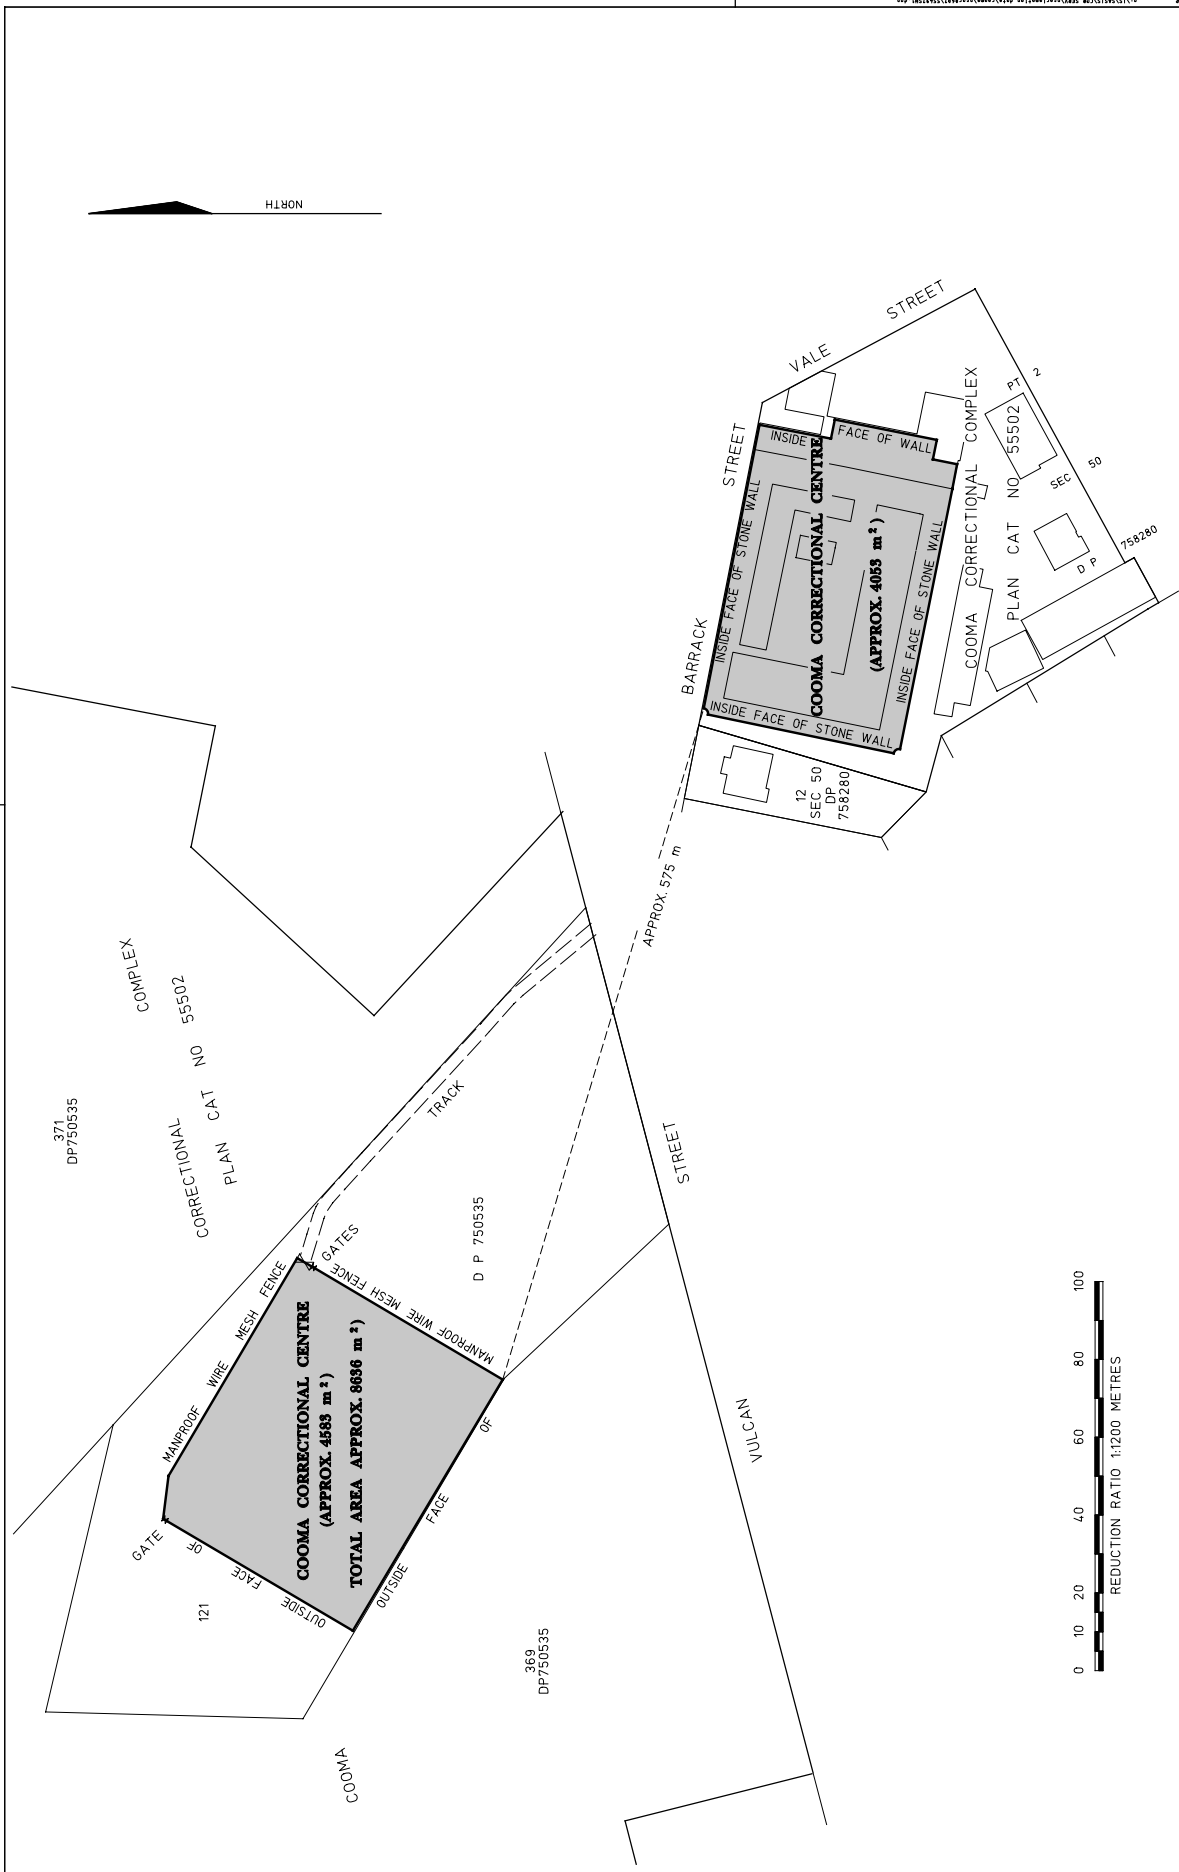 NORTH
VALE STREET
BARRACK STREET
INSIDE FACE OF WALL
INSIDE FACE OF STONE WALL
INSIDE FACE OF STONE WALL
INSIDE FACE OF STONE WALL
COOMA CORRECTIONAL CENTRE
(APPROX. 4053 m²)
COOMA CORRECTIONAL COMPLEX
PLAN CAT NO 55502
PT 2
SEC 50
D P 758280
12
SEC 50
DP
758280
APPROX. 575 m
371
DP750535
COOMA CORRECTIONAL COMPLEX
PLAN CAT NO 55502
TRACK
GATES
D P 750535
MANPROOF WIRE MESH FENCE
MANPROOF WIRE MESH FENCE
COOMA CORRECTIONAL CENTRE
(APPROX. 4583 m²)
TOTAL AREA APPROX. 8636 m²)
GATE
OUTSIDE FACE OF
OUTSIDE FACE OF
121
369
DP750535
VULCAN STREET
0 10 20 40 60 80 100
REDUCTION RATIO 1:1200 METRES